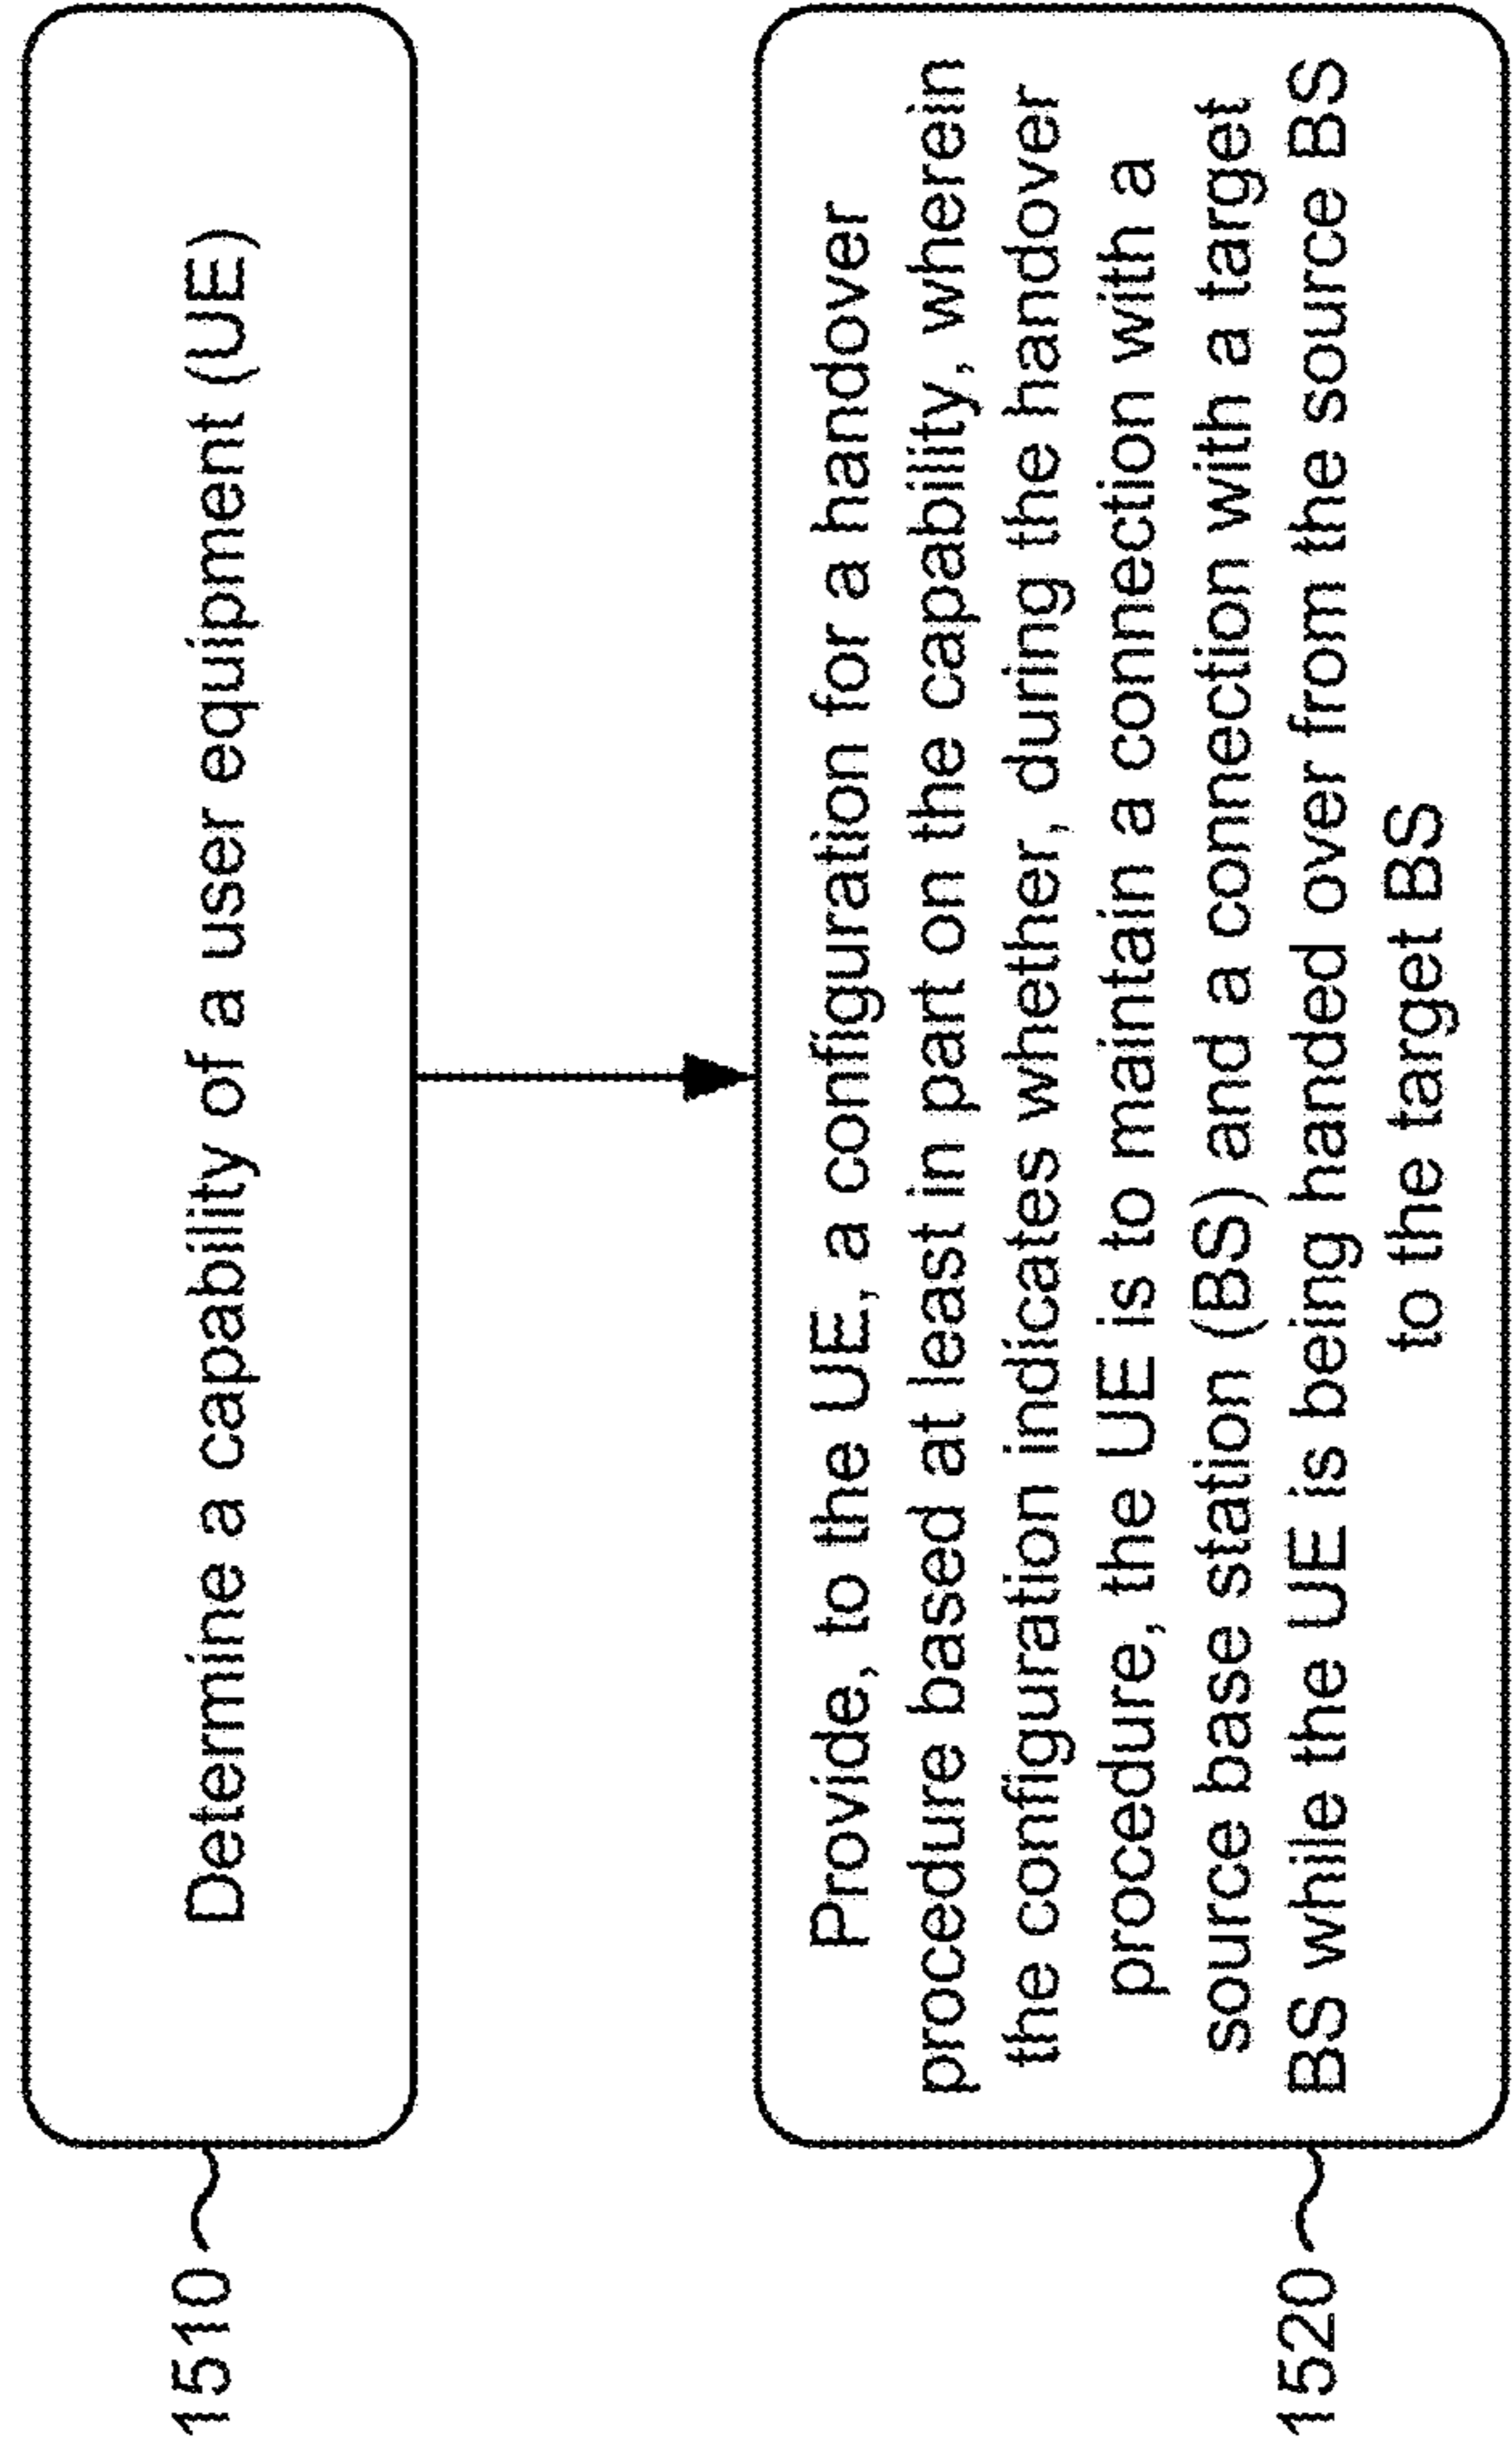 1510
Determine a capability of a user equipment (UE)
1520
Provide, to the UE, a configuration for a handover
procedure based at least in part on the capability, wherein
the configuration indicates whether, during the handover
procedure, the UE is to maintain a connection with a
source base station (BS) and a connection with a target
BS while the UE is being handed over from the source BS
to the target BS